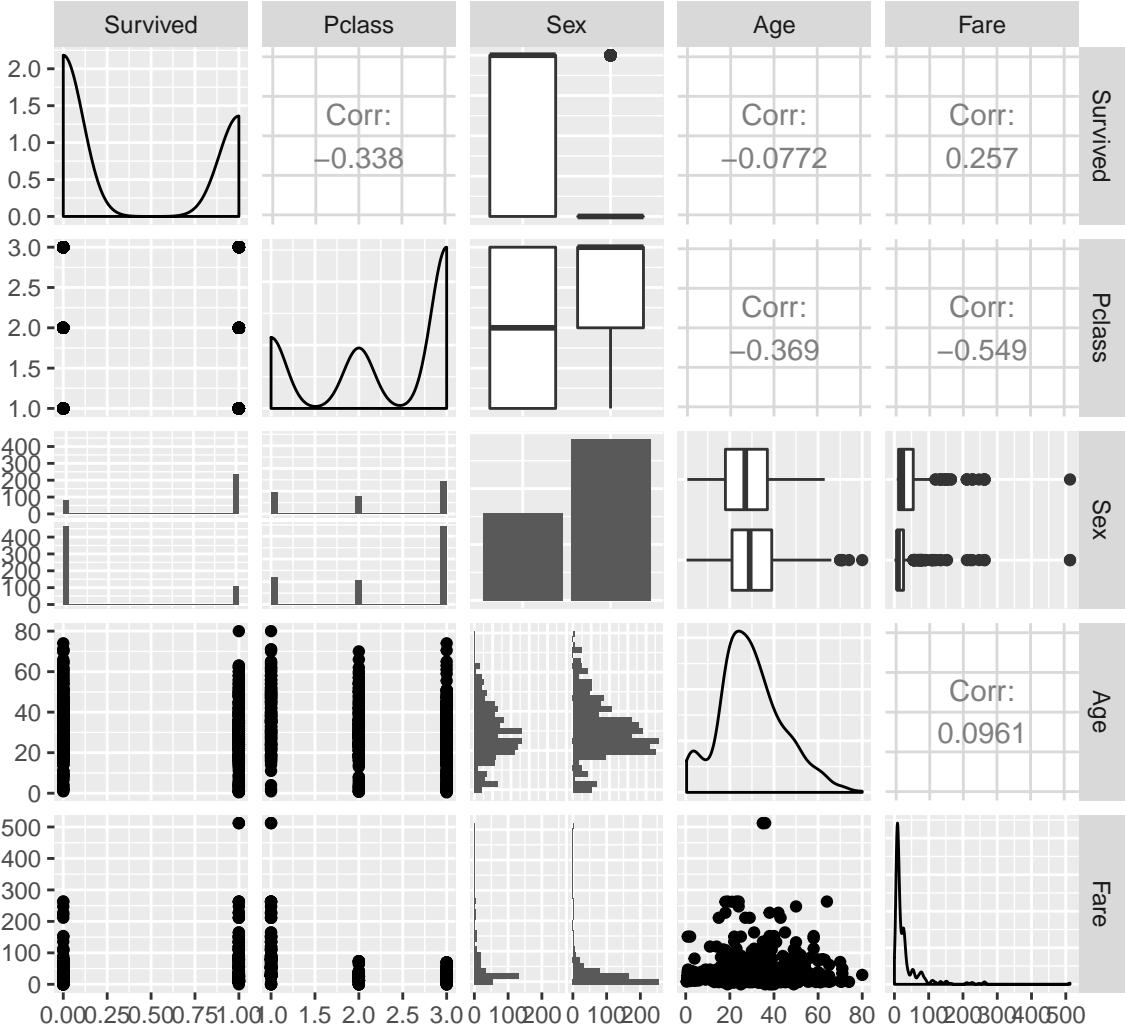 Survived Pclass Sex Age Fare
2.0
1.5
1.0
0.5
0.0
Corr:
−0.338
Corr:
−0.0772
Corr:
0.257
Survived
3.0
2.5
2.0
1.5
1.0
Corr:
−0.369
Corr:
−0.549
Pclass
400
300
200
100
0
400
300
200
100
0
Sex
80
60
40
20
0
Corr:
0.0961
Age
500
400
300
200
100
0
Fare
0.00 0.25 0.50 0.75 1.00 1.0 1.5 2.0 2.5 3.0 0 100 200 0 100 200 0 20 40 60 80 0 100 200 300 400 500